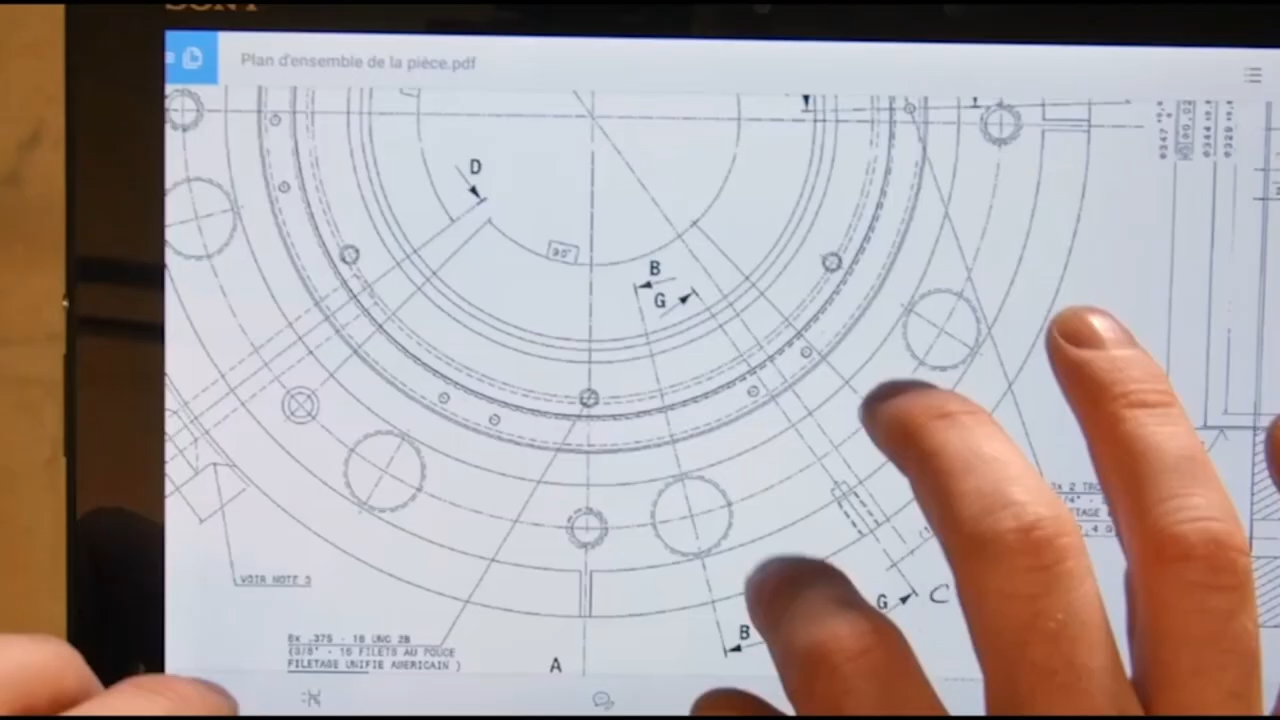 SONY
Plan d'ensemble de la pièce.pdf
D
90°
B
G
VOIR NOTE 3
G
C
B
8x .375 - 16 UNC 2B
(3/8" - 16 FILETS AU POUCE
FILETAGE UNIFIE AMERICAIN )
A